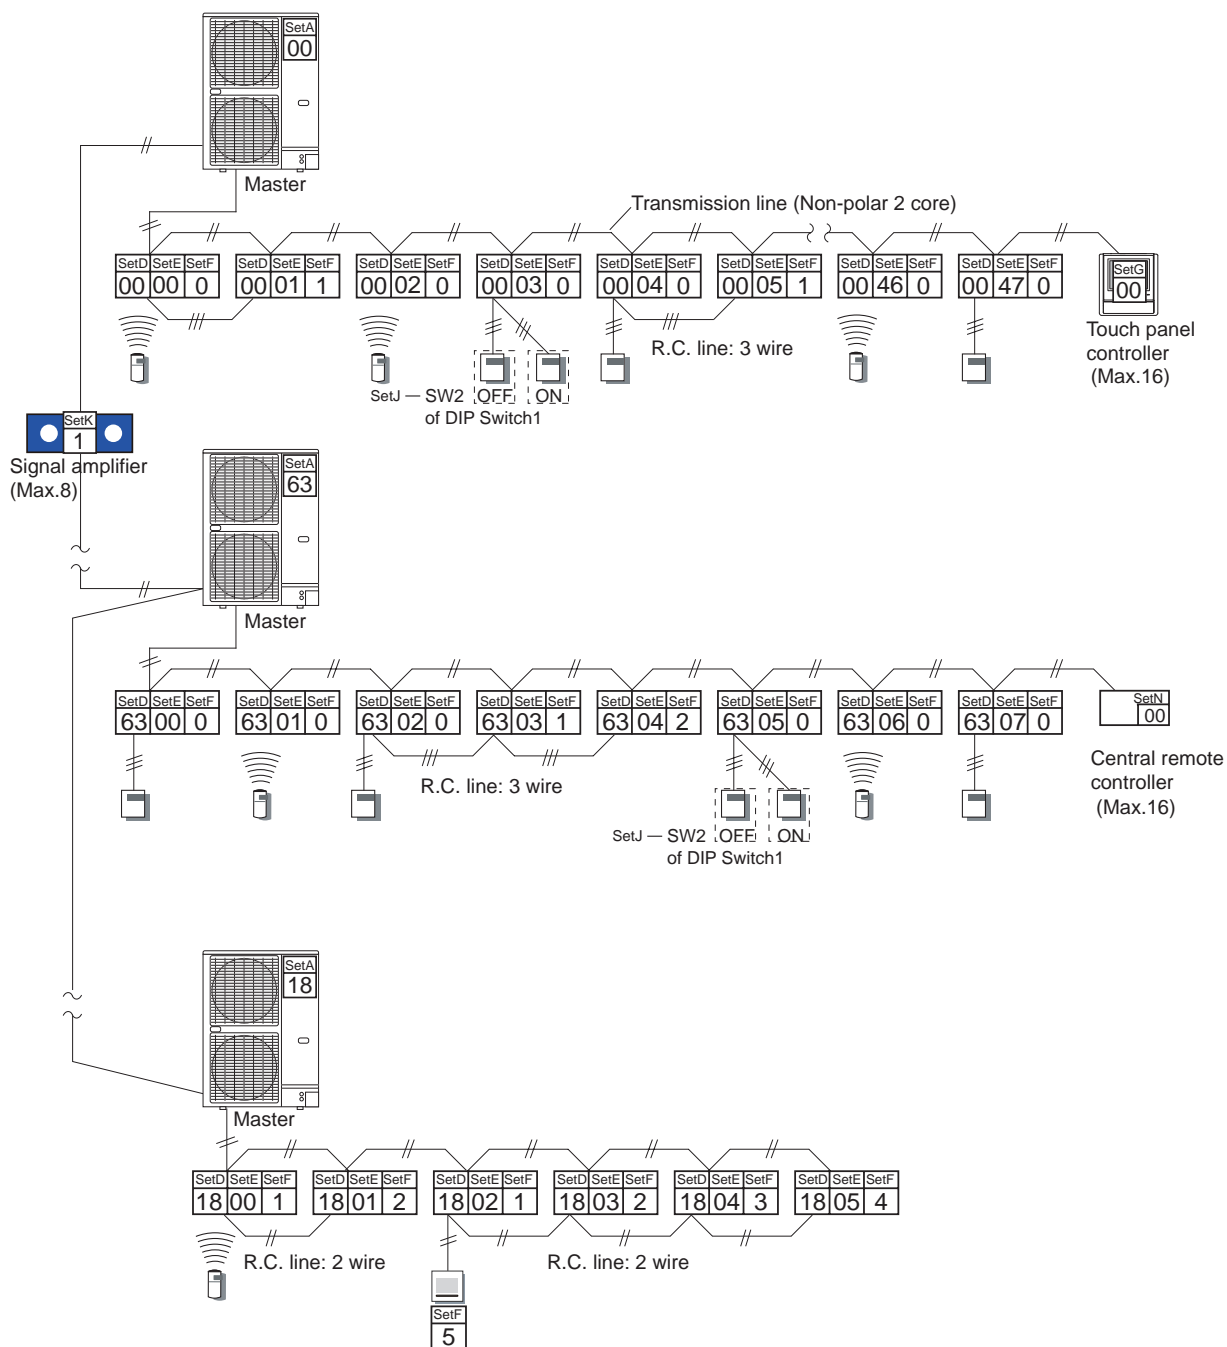 SetA
00
Master
Transmission line (Non-polar 2 core)
SetD SetE SetF SetD SetE SetF SetD SetE SetF SetD SetE SetF SetD SetE SetF SetD SetE SetF SetD SetE SetF SetD SetE SetF SetG
00 00 0 00 01 1 00 02 0 00 03 0 00 04 0 00 05 1 00 46 0 00 47 0 00
Touch panel
controller
(Max.16)
R.C. line: 3 wire
SetJ — SW2 OFF ON
of DIP Switch1
SetK
1
Signal amplifier
(Max.8)
SetA
63
Master
SetD SetE SetF SetD SetE SetF SetD SetE SetF SetD SetE SetF SetD SetE SetF SetD SetE SetF SetD SetE SetF SetD SetE SetF SetN
63 00 0 63 01 0 63 02 0 63 03 1 63 04 2 63 05 0 63 06 0 63 07 0 00
Central remote
controller
(Max.16)
R.C. line: 3 wire
SetJ — SW2 OFF ON
of DIP Switch1
SetA
18
Master
SetD SetE SetF SetD SetE SetF SetD SetE SetF SetD SetE SetF SetD SetE SetF SetD SetE SetF
18 00 1 18 01 2 18 02 1 18 03 2 18 04 3 18 05 4
R.C. line: 2 wire R.C. line: 2 wire
SetF
5